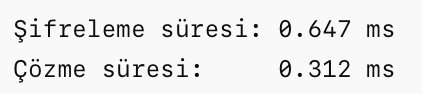 Şifreleme süresi: 0.647 ms
Çözme süresi:     0.312 ms